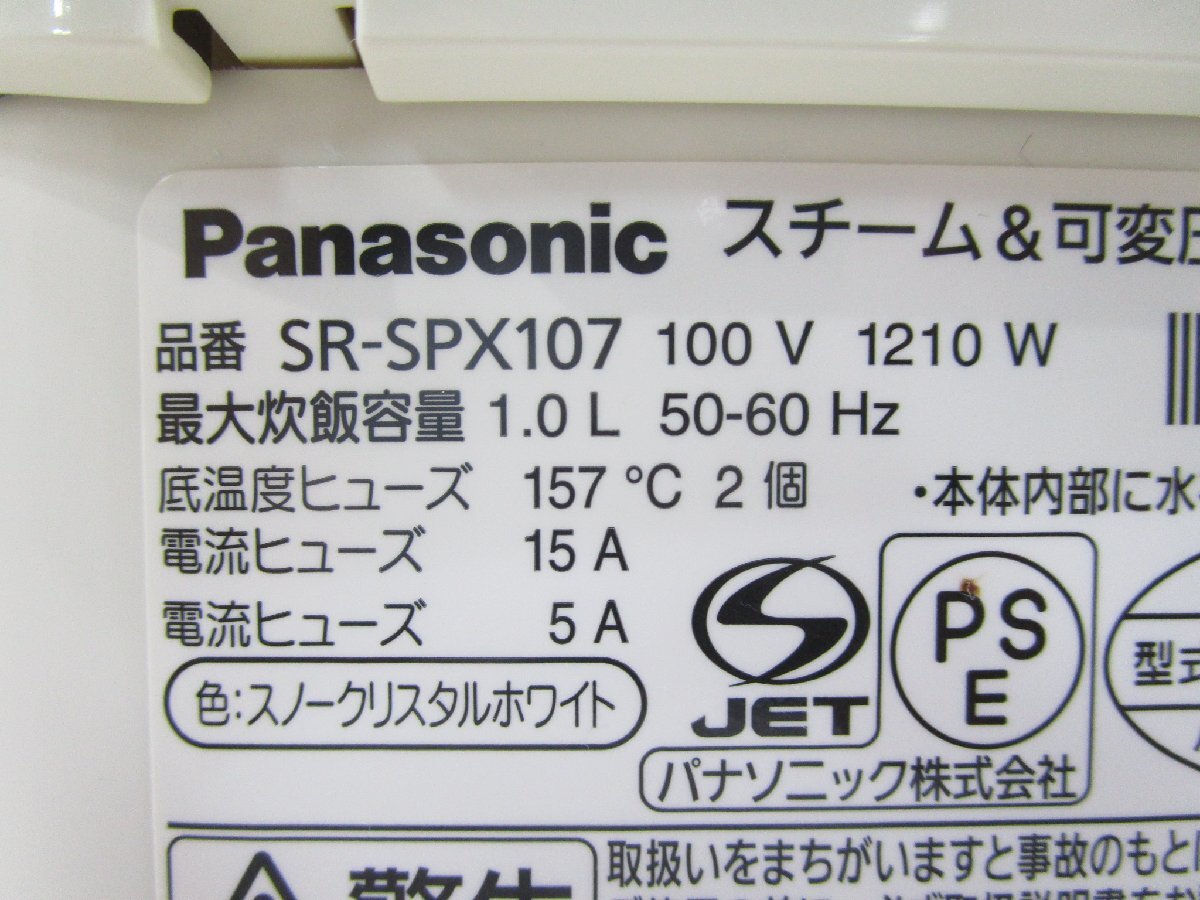 Panasonic スチーム&可変圧
品番 SR-SPX107 100 V 1210 W
最大炊飯容量 1.0 L 50-60 Hz
底温度ヒューズ 157 ℃ 2 個
・本体内部に水
電流ヒューズ 15 A
電流ヒューズ 5 A
色:スノークリスタルホワイト
JET
PS
E
型式
パナソニック株式会社
警告
取扱いをまちがいますと事故のもとに